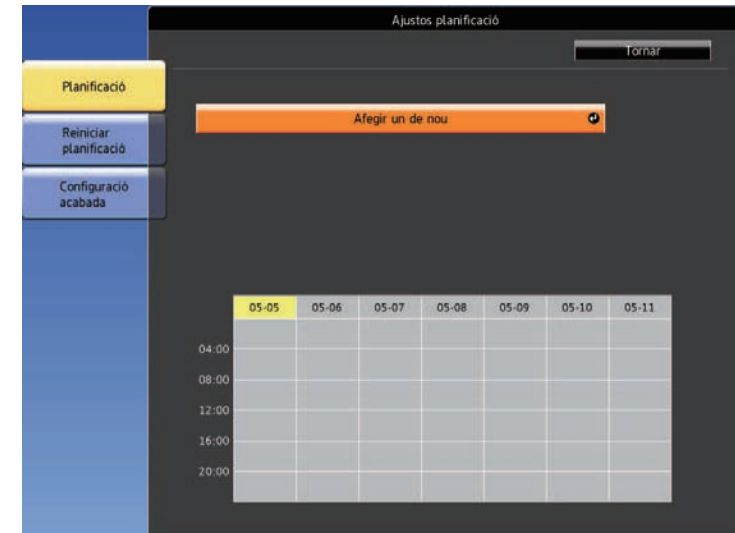 Ajustos planificació
Tornar
Planificació
Reiniciar
planificació
Configuració
acabada
Afegir un de nou
05-05 05-06 05-07 05-08 05-09 05-10 05-11
04:00
08:00
12:00
16:00
20:00